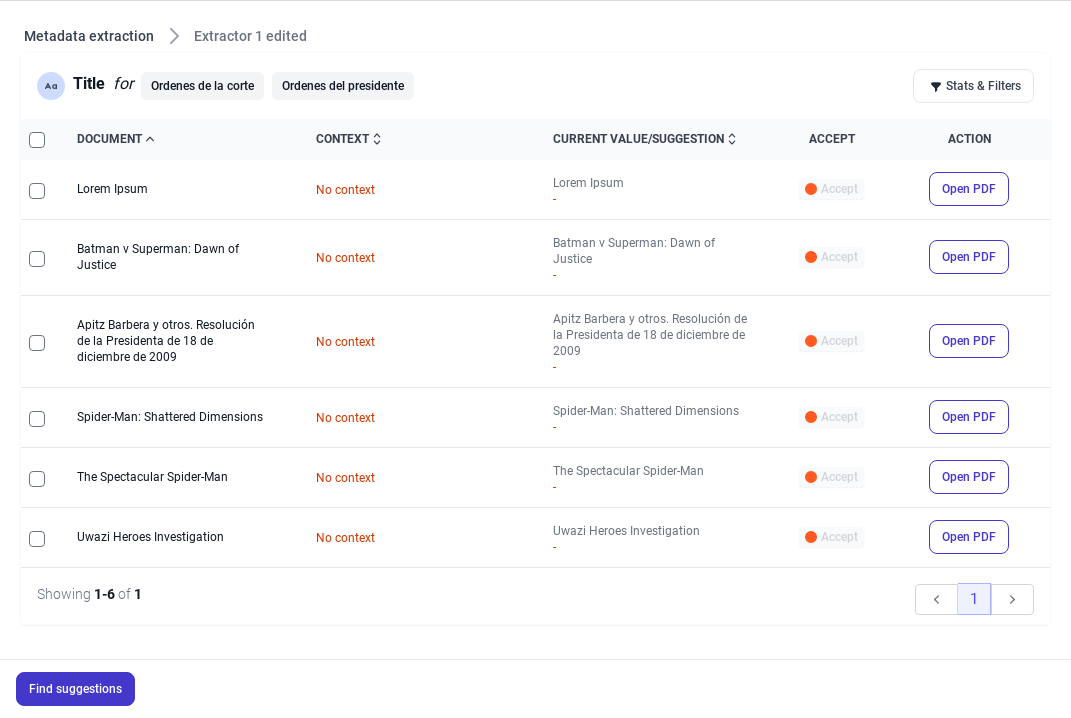 Metadata extraction Extractor 1 edited
Aa Title for Ordenes de la corte Ordenes del presidente Stats & Filters
DOCUMENT CONTEXT CURRENT VALUE/SUGGESTION ACCEPT ACTION
Lorem Ipsum No context Lorem Ipsum
- Accept Open PDF
Batman v Superman: Dawn of
Justice No context Batman v Superman: Dawn of
Justice
- Accept Open PDF
Apitz Barbera y otros. Resolución
de la Presidenta de 18 de
diciembre de 2009 No context Apitz Barbera y otros. Resolución de
la Presidenta de 18 de diciembre de
2009
- Accept Open PDF
Spider-Man: Shattered Dimensions No context Spider-Man: Shattered Dimensions
- Accept Open PDF
The Spectacular Spider-Man No context The Spectacular Spider-Man
- Accept Open PDF
Uwazi Heroes Investigation No context Uwazi Heroes Investigation
- Accept Open PDF
Showing 1-6 of 1 1
Find suggestions